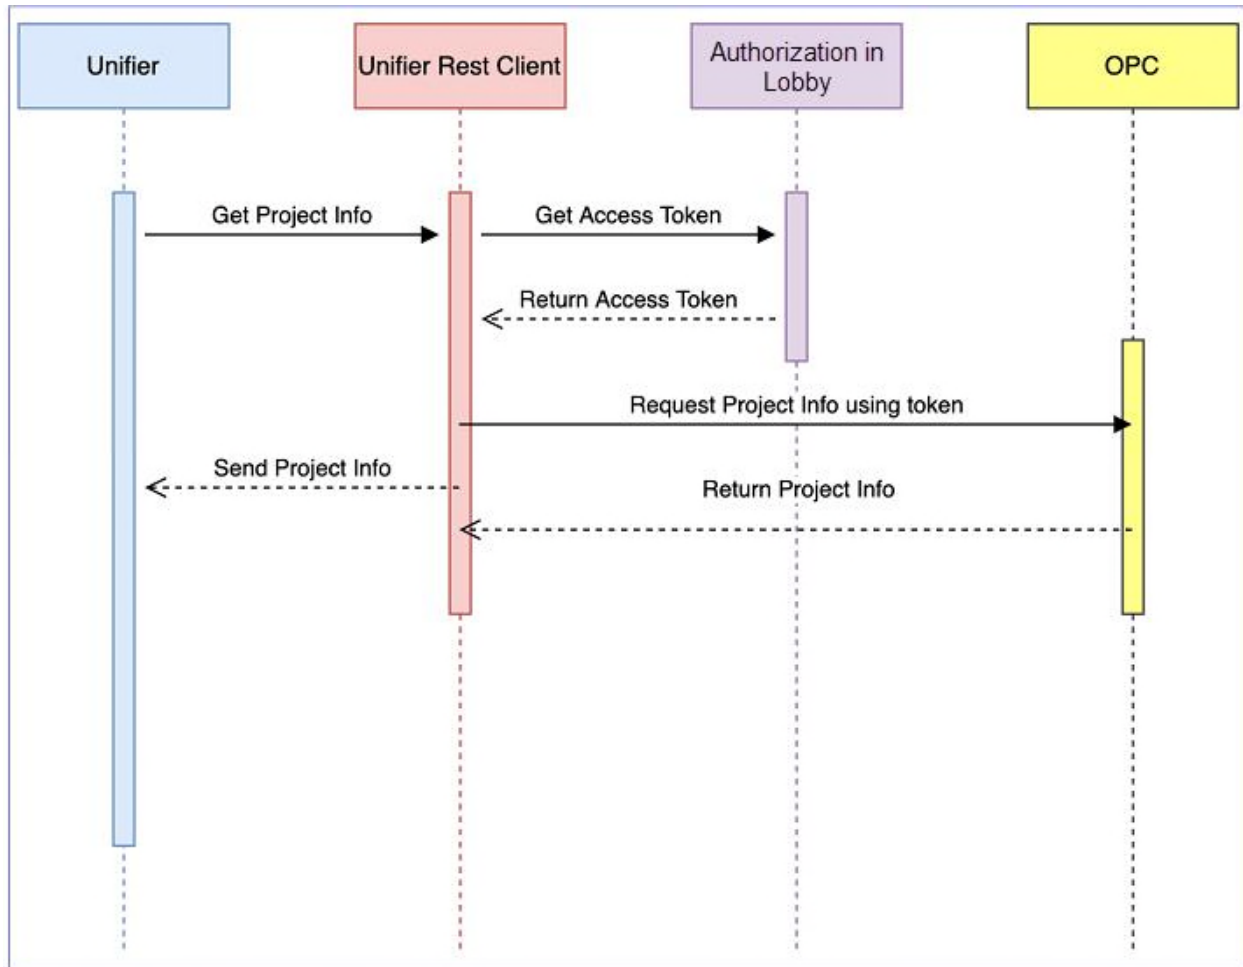 Unifier
Unifier Rest Client
Authorization in
Lobby
OPC
Get Project Info
Get Access Token
Return Access Token
Request Project Info using token
Send Project Info
Return Project Info